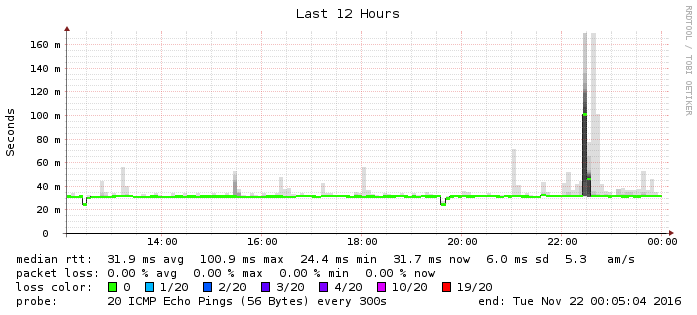 Last 12 Hours
RRDTOOL / TOBI OETIKER
Seconds
160 m
140 m
120 m
100 m
80 m
60 m
40 m
20 m
0
14:00 16:00 18:00 20:00 22:00 00:00
median rtt: 31.9 ms avg 100.9 ms max 24.4 ms min 31.7 ms now 6.0 ms sd 5.3 am/s
packet loss: 0.00 % avg 0.00 % max 0.00 % min 0.00 % now
loss color: 0 1/20 2/20 3/20 4/20 10/20 19/20
probe: 20 ICMP Echo Pings (56 Bytes) every 300s end: Tue Nov 22 00:05:04 2016